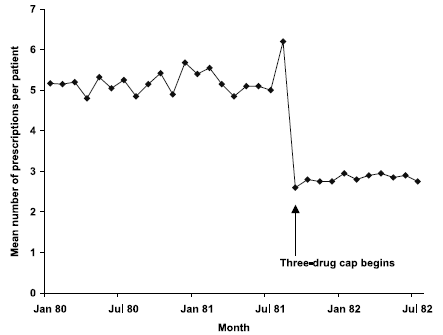 7
6
5
4
3
2
1
0
Mean number of prescriptions per patient
Three-drug cap begins
Jan 80
Jul 80
Jan 81
Jul 81
Jan 82
Jul 82
Month